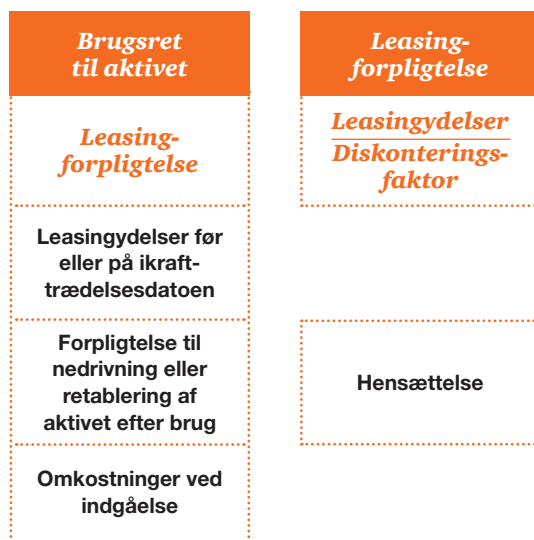 Brugsret
til aktivet
Leasing-
forpligtelse
Leasingydelser før
eller på ikraft-
trædelsesdatoen
Forpligtelse til
nedrivning eller
retablering af
aktivet efter brug
Omkostninger ved
indgåelse
Leasing-
forpligtelse
Leasingydelser
Diskonterings-
faktor
Hensættelse